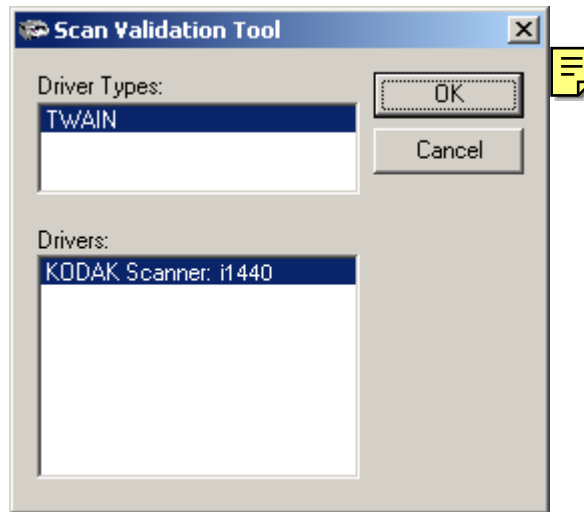 Scan Validation Tool
Driver Types:
TWAIN
OK
Cancel
Drivers:
KODAK Scanner: i1440